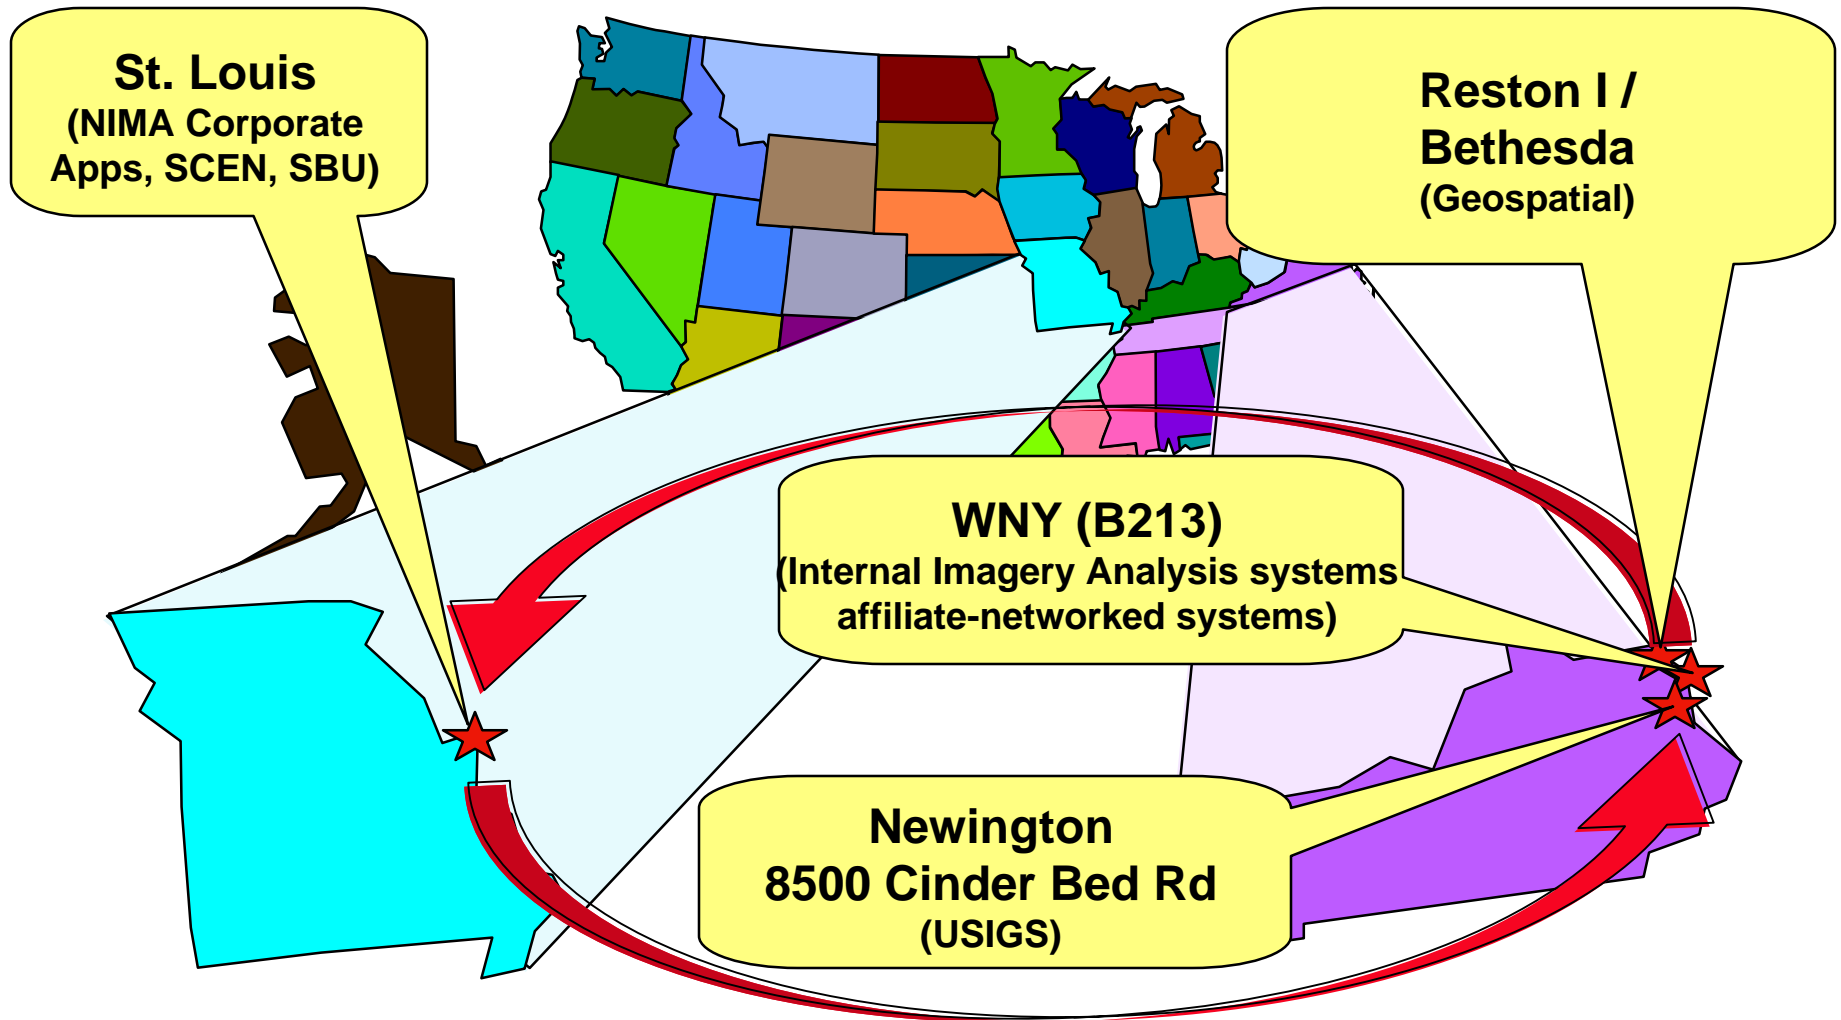 St. Louis
(NIMA Corporate
Apps, SCEN, SBU)
Reston I /
Bethesda
(Geospatial)
WNY (B213)
(Internal Imagery Analysis systems
affiliate-networked systems)
Newington
8500 Cinder Bed Rd
(USIGS)